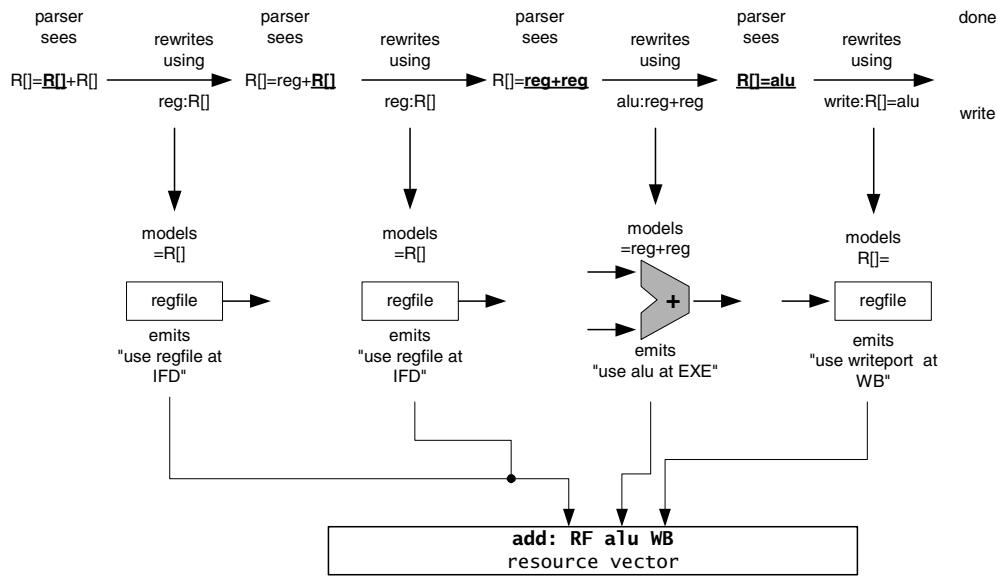 parser
sees
R[]=R[]+R[]
rewrites
using
reg:R[]
parser
sees
R[]=reg+R[]
rewrites
using
reg:R[]
parser
sees
R[]=reg+reg
rewrites
using
alu:reg+reg
parser
sees
R[]=alu
rewrites
using
write:R[]=alu
done
write
models
=R[]
regfile
emits
"use regfile at
IFD"
models
=R[]
regfile
emits
"use regfile at
IFD"
models
=reg+reg
+
emits
"use alu at EXE"
models
R[]=
regfile
emits
"use writeport at
WB"
add: RF alu WB
resource vector